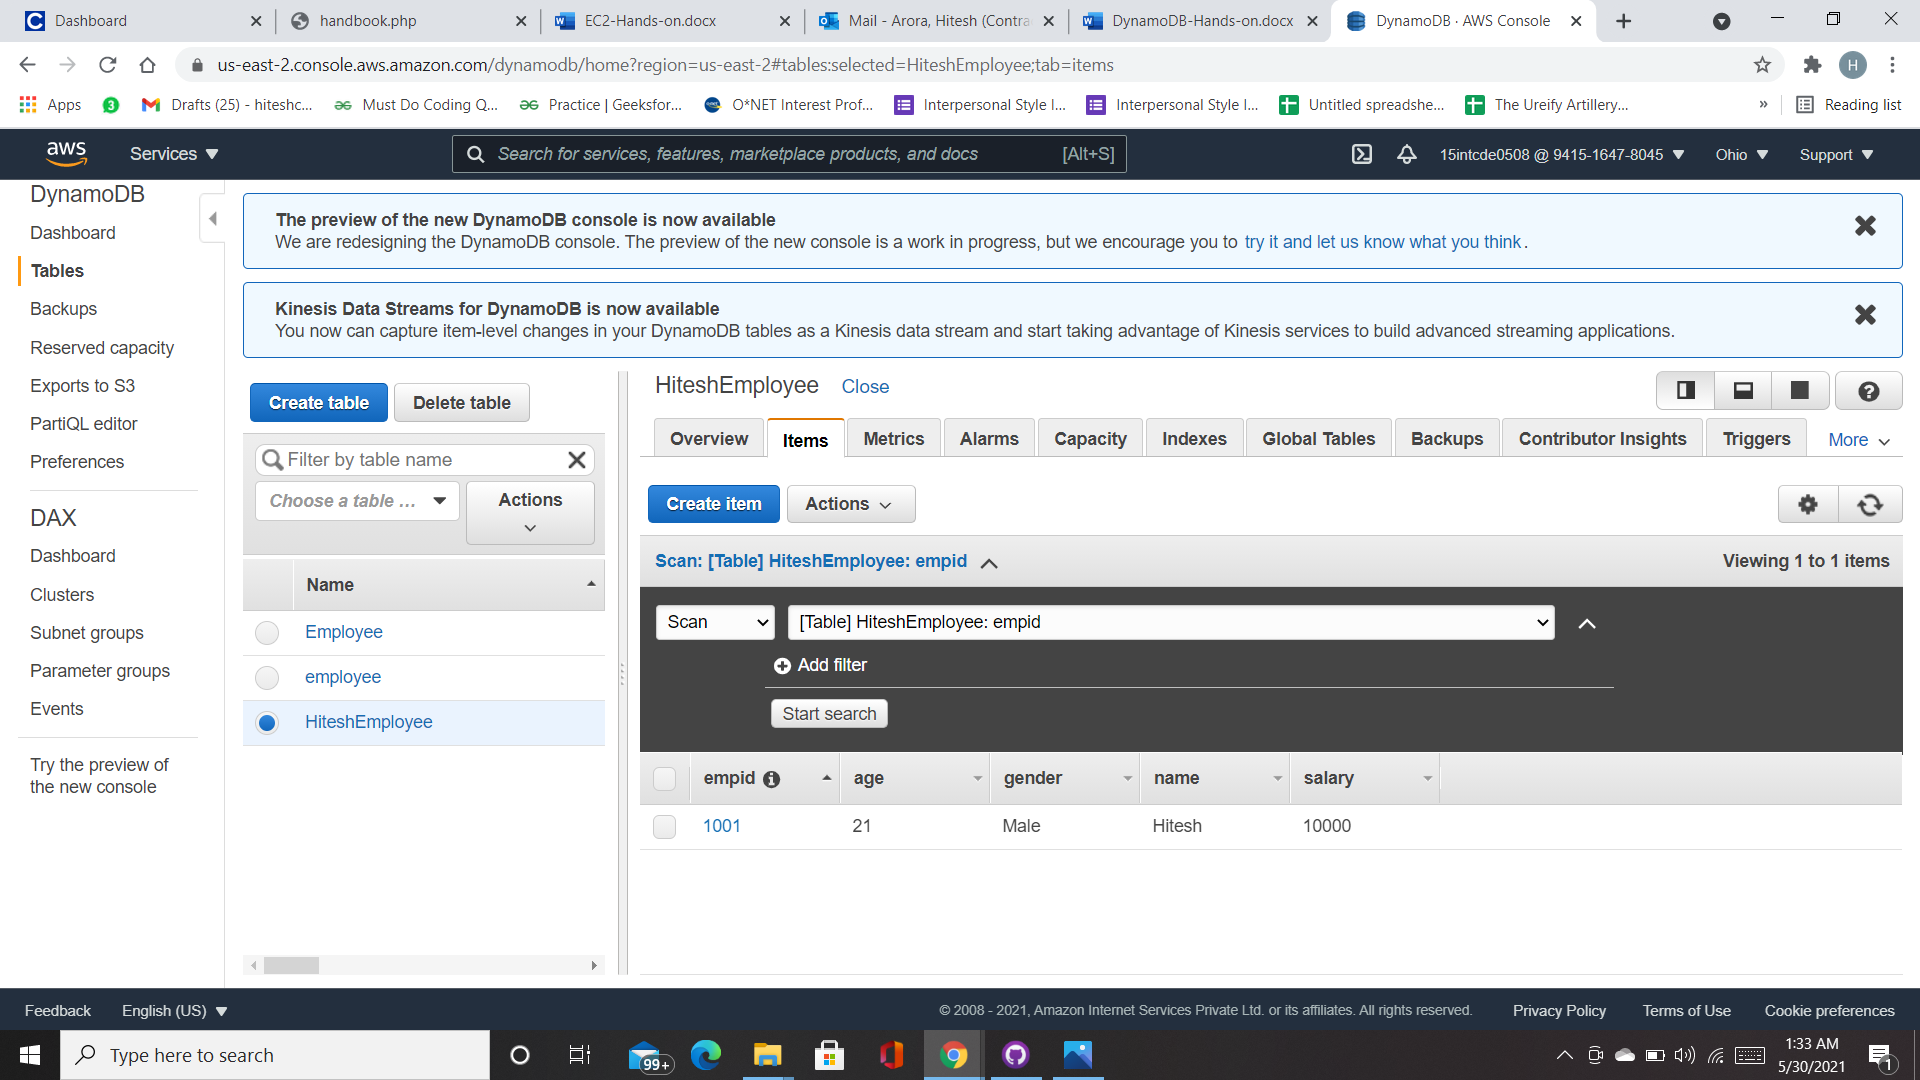 Dashboard
handbook.php
EC2-Hands-on.docx
Mail - Arora, Hitesh (Contra
DynamoDB-Hands-on.docx
DynamoDB · AWS Console
us-east-2.console.aws.amazon.com/dynamodb/home?region=us-east-2#tables:selected=HiteshEmployee;tab=items
H
Apps
3
Drafts (25) - hiteshc...
Must Do Coding Q...
Practice | Geeksfor...
O*NET Interest Prof...
Interpersonal Style I...
Interpersonal Style I...
Untitled spreadshe...
The Ureify Artillery...
»
Reading list
aws
Services
Search for services, features, marketplace products, and docs
[Alt+S]
15intcde0508 @ 9415-1647-8045
Ohio
Support
DynamoDB
Dashboard
Tables
Backups
Reserved capacity
Exports to S3
PartiQL editor
Preferences
DAX
Dashboard
Clusters
Subnet groups
Parameter groups
Events
Try the preview of
the new console
The preview of the new DynamoDB console is now available
We are redesigning the DynamoDB console. The preview of the new console is a work in progress, but we encourage you to try it and let us know what you think.
Kinesis Data Streams for DynamoDB is now available
You now can capture item-level changes in your DynamoDB tables as a Kinesis data stream and start taking advantage of Kinesis services to build advanced streaming applications.
Create table
Delete table
Filter by table name
Choose a table ...
Actions
Name
Employee
employee
HiteshEmployee
HiteshEmployee
Close
Overview
Items
Metrics
Alarms
Capacity
Indexes
Global Tables
Backups
Contributor Insights
Triggers
More
Create item
Actions
Scan: [Table] HiteshEmployee: empid
Viewing 1 to 1 items
Scan
[Table] HiteshEmployee: empid
Add filter
Start search
empid
age
gender
name
salary
1001
21
Male
Hitesh
10000
Feedback
English (US)
© 2008 - 2021, Amazon Internet Services Private Ltd. or its affiliates. All rights reserved.
Privacy Policy
Terms of Use
Cookie preferences
Type here to search
99+
1:33 AM
5/30/2021
1